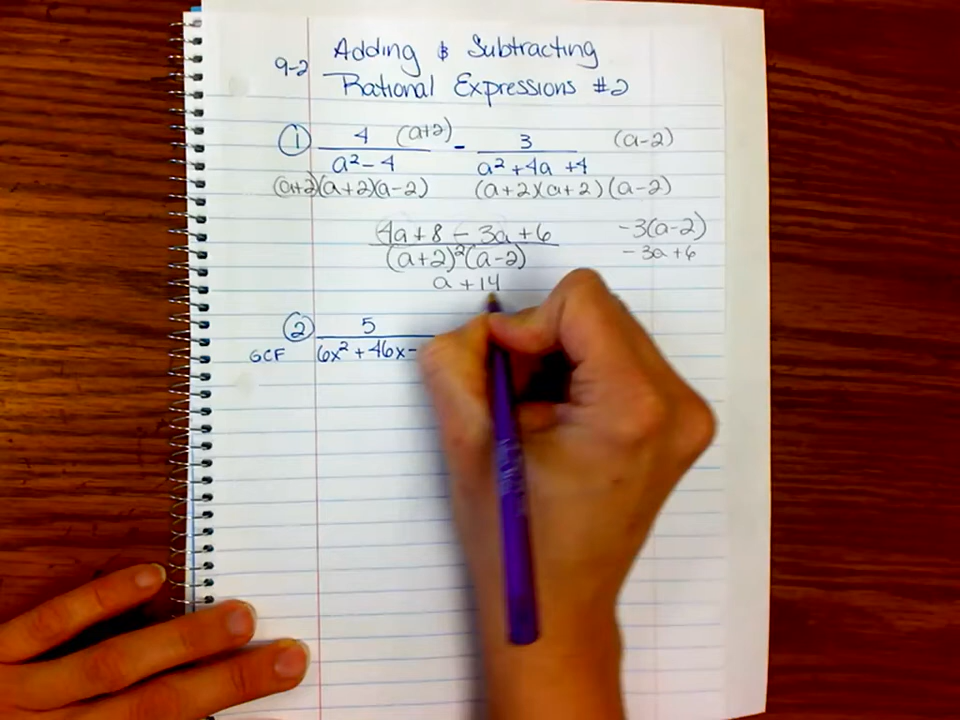 9-2 Adding & Subtracting
Rational Expressions #2
① 4 (a+2) - 3 (a-2)
a² - 4 a² + 4a + 4
(a+2)(a+2)(a-2) (a+2)(a+2)(a-2)
4a + 8 - 3a + 6 -3(a-2)
(a+2)²(a-2) -3a + 6
a + 14
② 5
GCF 6x² + 46x -